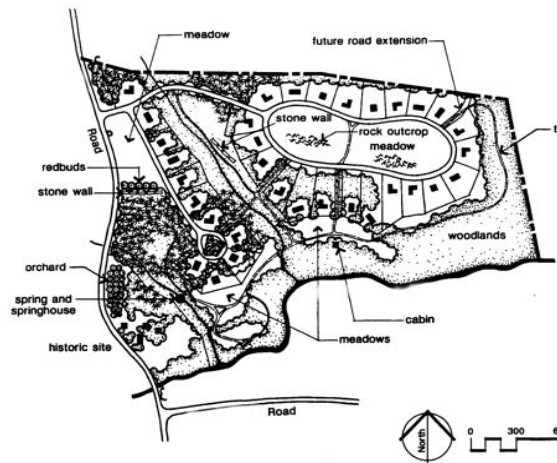 meadow
future road extension
Road
stone wall
rock outcrop
meadow
redbuds
stone wall
woodlands
orchard
spring and
springhouse
cabin
meadows
historic site
Road
North
0 300